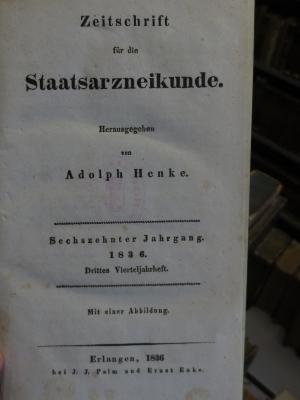 Zeitschrift
für die
Staatsarzneikunde.
Herausgegeben
von
Adolph Henke.
Sechszehnter Jahrgang.
1836.
Drittes Vierteljahrheft.
Mit einer Abbildung.
Erlangen, 1836
bei J. J. Palm und Ernst Enke.